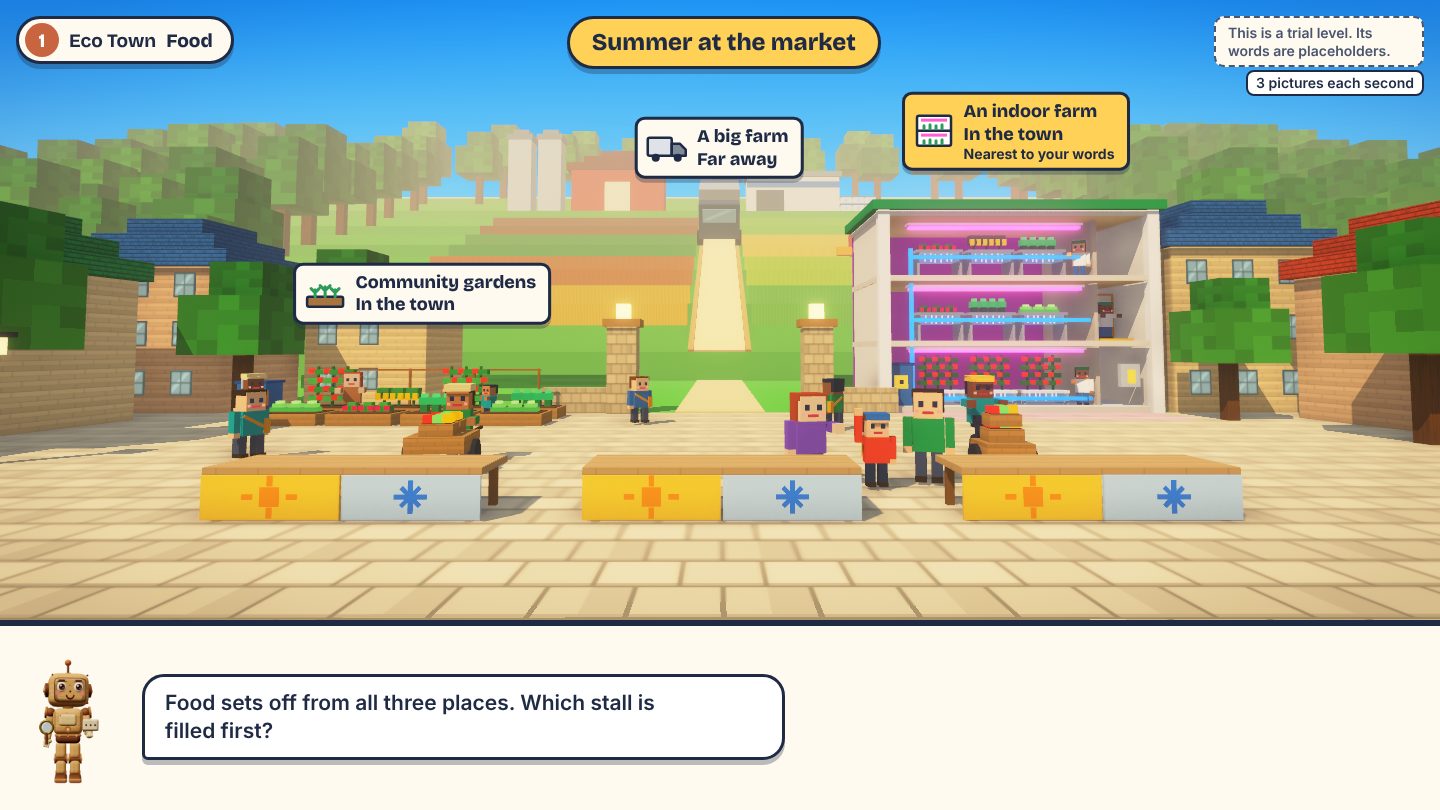 1 Eco Town Food
Summer at the market
This is a trial level. Its
words are placeholders.
3 pictures each second
A big farm
Far away
An indoor farm
In the town
Nearest to your words
Community gardens
In the town
Food sets off from all three places. Which stall is
filled first?